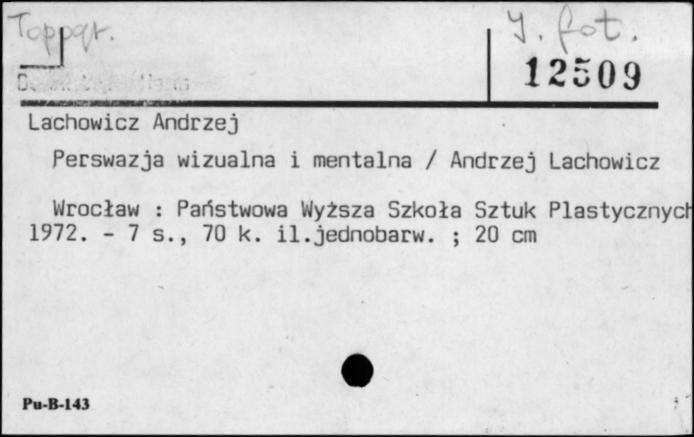 Y. fot.
12509
Lachowicz Andrzej
Perswazja wizualna i mentalna / Andrzej Lachowicz
Wrocław : Państwowa Wyższa Szkoła Sztuk Plastycznych
1972. - 7 s., 70 k. il.jednobarw. ; 20 cm
Pu-B-143